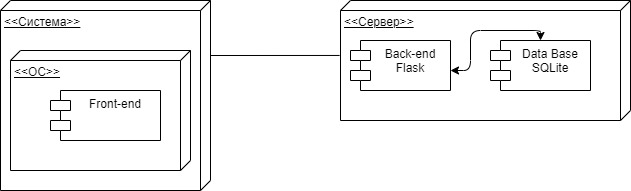 <<Система>>
<<ОС>>
Front-end
<<Сервер>>
Back-end
Flask
Data Base
SQLite